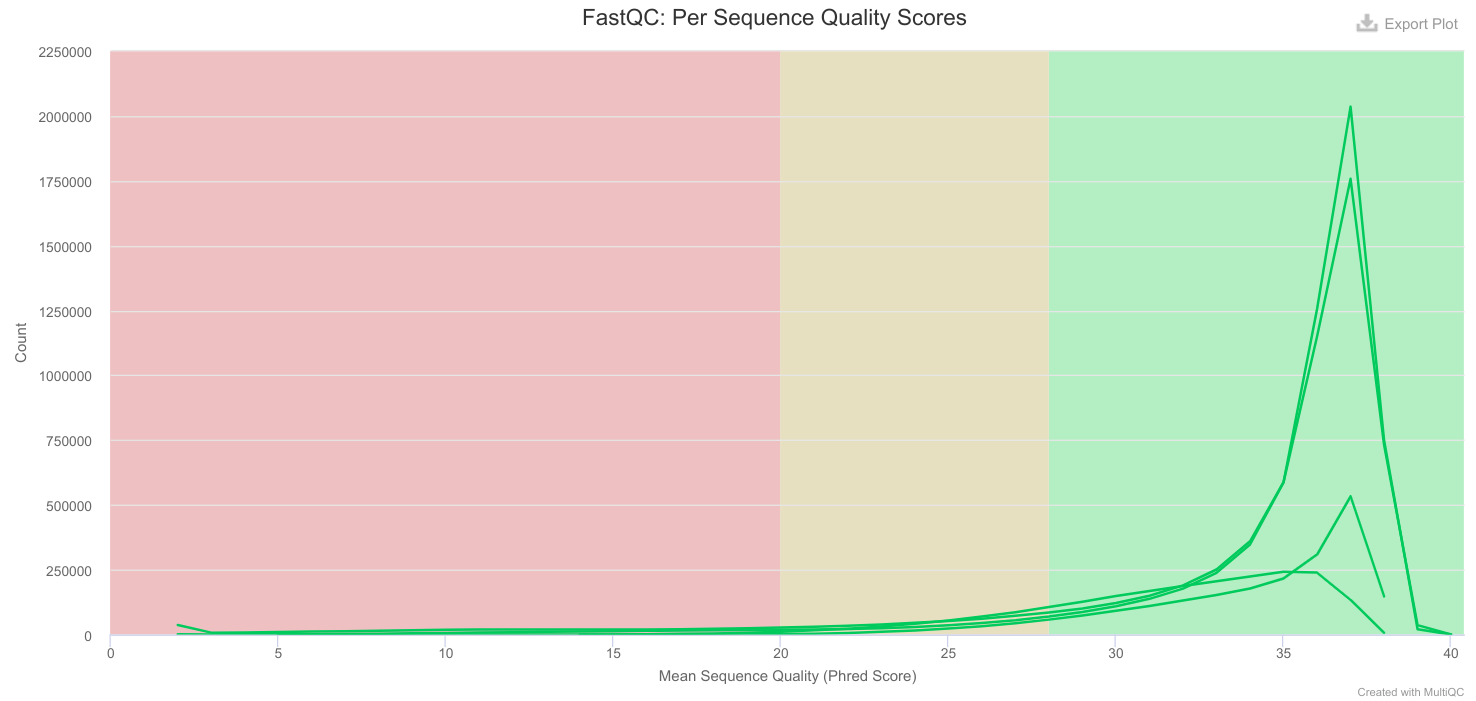 FastQC: Per Sequence Quality Scores
Export Plot
2250000
2000000
1750000
1500000
1250000
1000000
750000
500000
250000
0
Count
0 5 10 15 20 25 30 35 40
Mean Sequence Quality (Phred Score)
Created with MultiQC